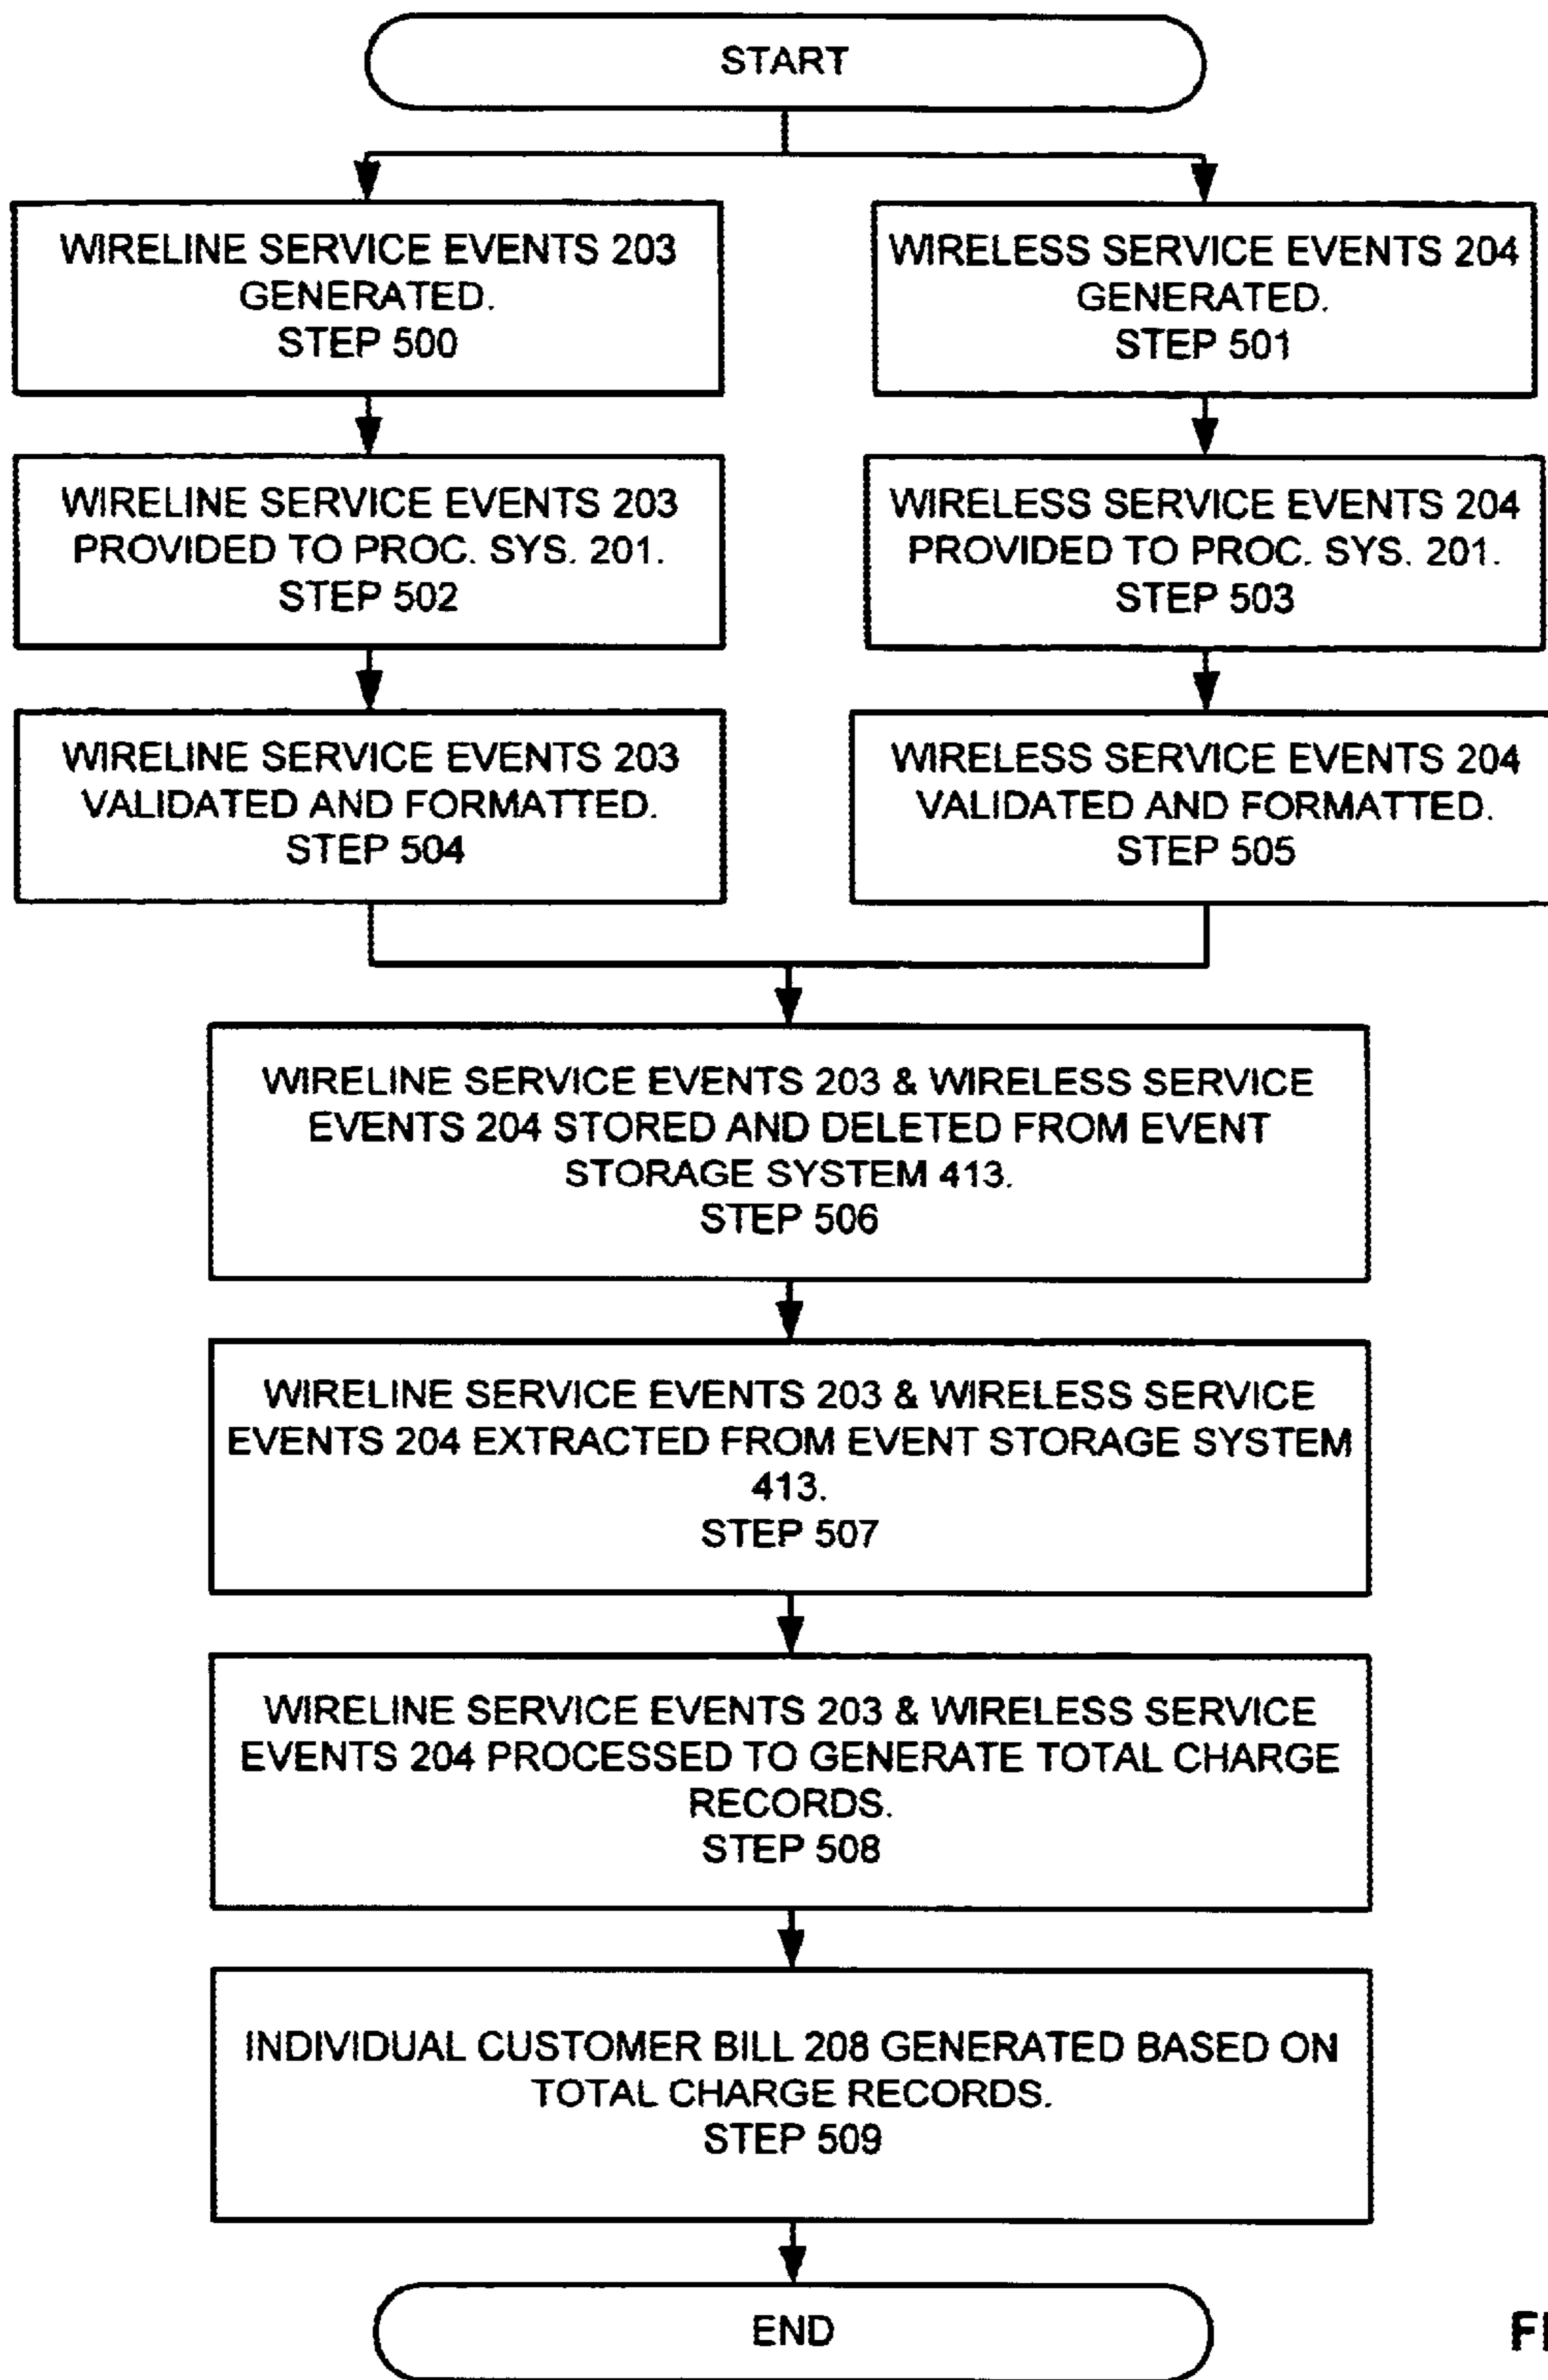 START
WIRELINE SERVICE EVENTS 203
GENERATED.
STEP 500
WIRELESS SERVICE EVENTS 204
GENERATED.
STEP 501
WIRELINE SERVICE EVENTS 203
PROVIDED TO PROC. SYS. 201.
STEP 502
WIRELESS SERVICE EVENTS 204
PROVIDED TO PROC. SYS. 201.
STEP 503
WIRELINE SERVICE EVENTS 203
VALIDATED AND FORMATTED.
STEP 504
WIRELESS SERVICE EVENTS 204
VALIDATED AND FORMATTED.
STEP 505
WIRELINE SERVICE EVENTS 203 & WIRELESS SERVICE
EVENTS 204 STORED AND DELETED FROM EVENT
STORAGE SYSTEM 413.
STEP 506
WIRELINE SERVICE EVENTS 203 & WIRELESS SERVICE
EVENTS 204 EXTRACTED FROM EVENT STORAGE SYSTEM
413.
STEP 507
WIRELINE SERVICE EVENTS 203 & WIRELESS SERVICE
EVENTS 204 PROCESSED TO GENERATE TOTAL CHARGE
RECORDS.
STEP 508
INDIVIDUAL CUSTOMER BILL 208 GENERATED BASED ON
TOTAL CHARGE RECORDS.
STEP 509
END